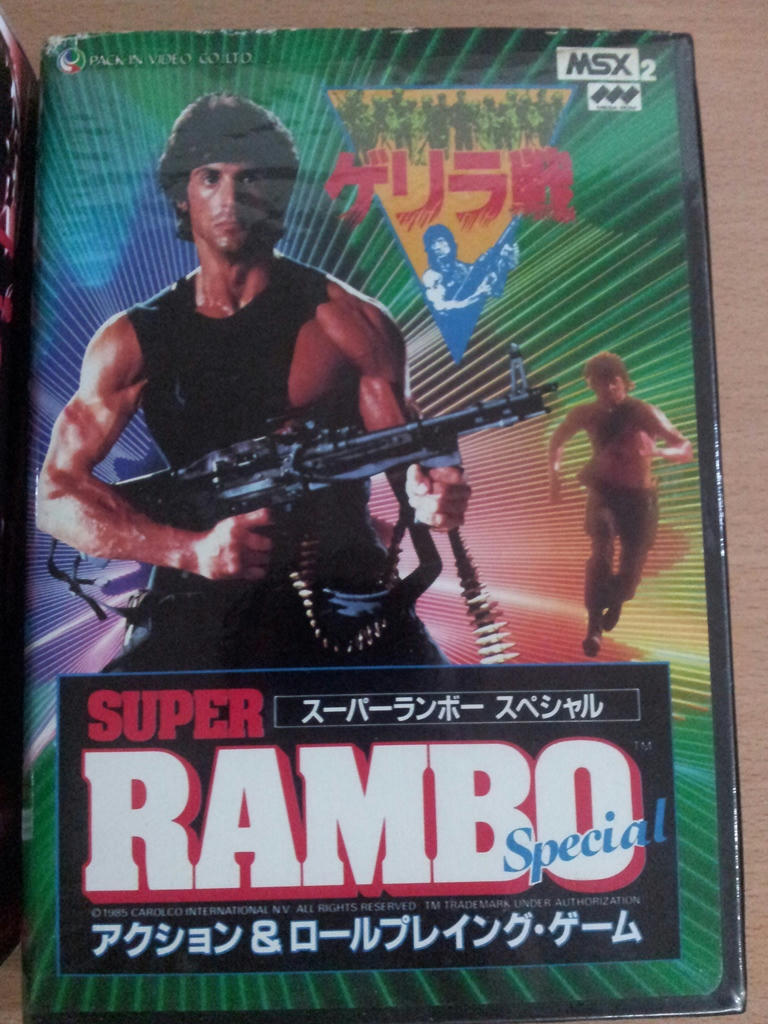 PACK-IN VIDEO CO.,LTD.
MSX2
ゲリラ戦
SUPER
スーパーランボー スペシャル
RAMBO
TM
Special
©1985 CAROLCO INTERNATIONAL N.V. ALL RIGHTS RESERVED TM TRADEMARK UNDER AUTHORIZATION
アクション&ロールプレイング・ゲーム